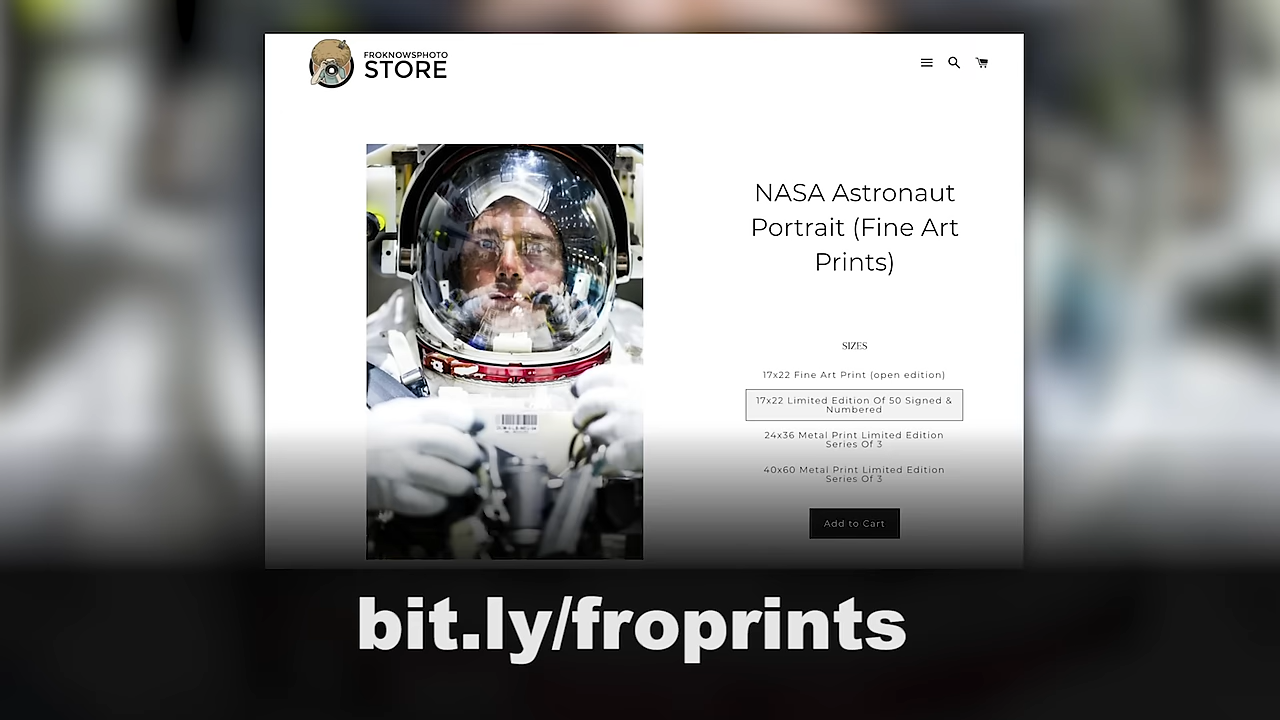 FROKNOWSPHOTO
STORE
NASA Astronaut
Portrait (Fine Art
Prints)
SIZES
17x22 Fine Art Print (open edition)
17x22 Limited Edition Of 50 Signed &
Numbered
24x36 Metal Print Limited Edition
Series Of 3
40x60 Metal Print Limited Edition
Series Of 3
Add to Cart
bit.ly/froprints